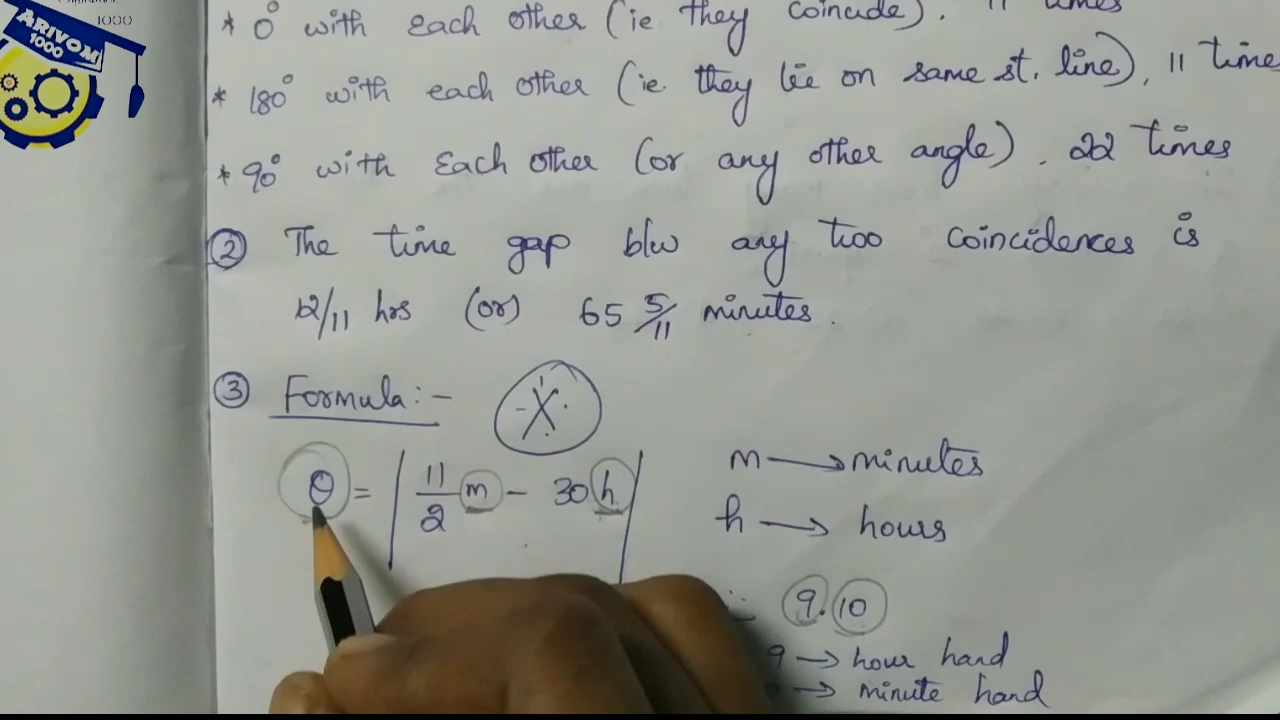 1000
ARIVOM
1000
* 0° with each other (ie they coincide). 11 times
* 180° with each other (ie. they lie on same st. line), 11 time
* 90° with Each other (or any other angle). 22 times
② The time gap b/w any two coincidences is
12/11 hrs (or) 65 5/11 minutes.
③ Formula:-
θ = | 11/2 m - 30 h |
m → minutes
h → hours
9.10
9 → hour hand
→ minute hand